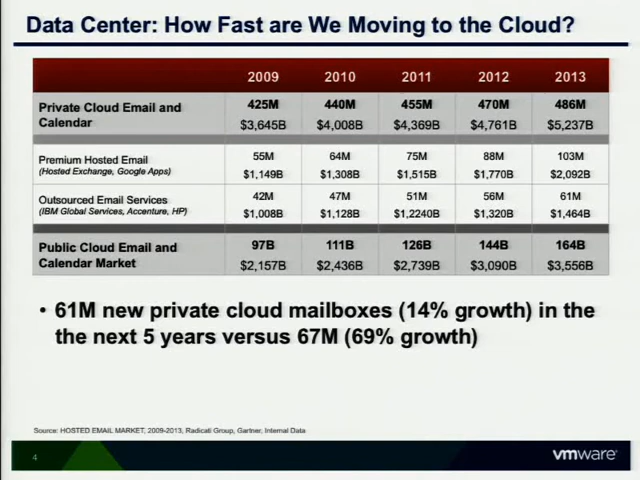 Data Center: How Fast are We Moving to the Cloud?
2009 2010 2011 2012 2013
Private Cloud Email and Calendar 425M 440M 455M 470M 486M
$3,645B $4,008B $4,369B $4,761B $5,237B
Premium Hosted Email 55M 64M 75M 88M 103M
(Hosted Exchange, Google Apps) $1,149B $1,308B $1,515B $1,770B $2,092B
Outsourced Email Services 42M 47M 51M 56M 61M
(IBM Global Services, Accenture, HP) $1,008B $1,128B $1,2240B $1,320B $1,464B
Public Cloud Email and Calendar Market 97B 111B 126B 144B 164B
$2,157B $2,436B $2,739B $3,090B $3,556B
• 61M new private cloud mailboxes (14% growth) in the
the next 5 years versus 67M (69% growth)
Source: HOSTED EMAIL MARKET, 2009-2013, Radicati Group, Gartner, Internal Data
4
vmware